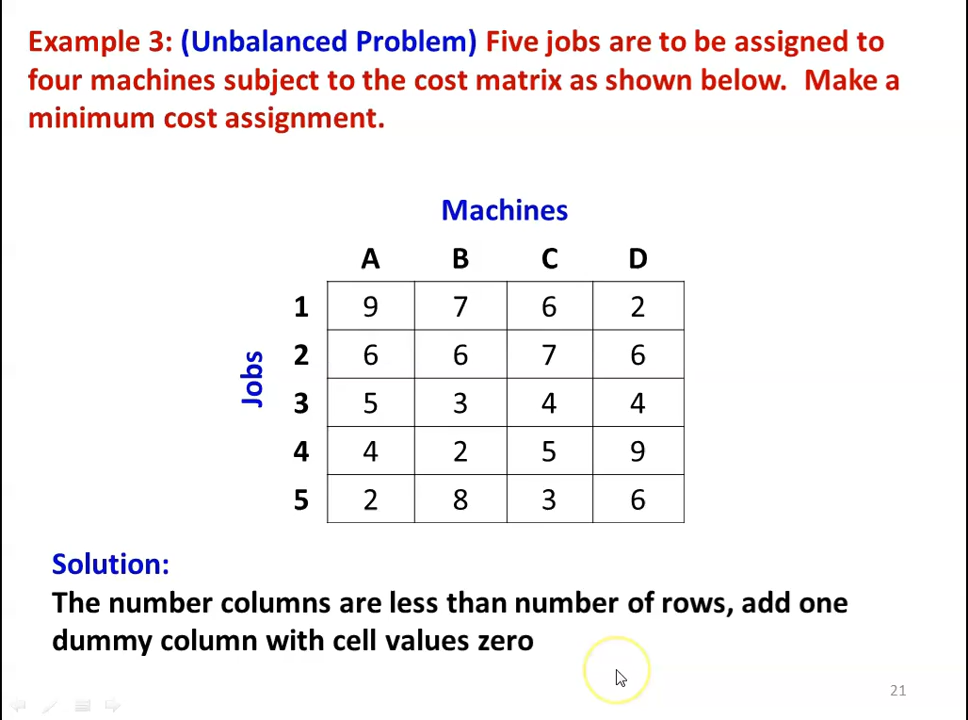 Example 3: (Unbalanced Problem) Five jobs are to be assigned to
four machines subject to the cost matrix as shown below. Make a
minimum cost assignment.
Machines
A B C D
1 9 7 6 2
2 6 6 7 6
Jobs
3 5 3 4 4
4 4 2 5 9
5 2 8 3 6
Solution:
The number columns are less than number of rows, add one
dummy column with cell values zero
21